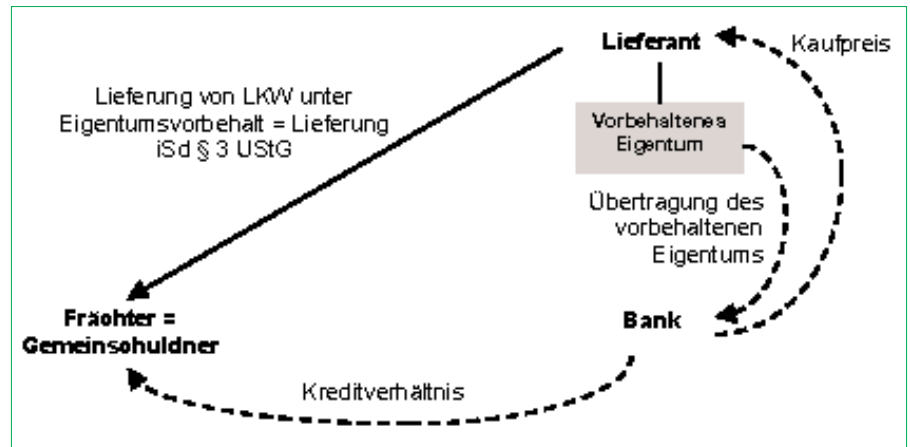 Lieferant
Kaufpreis
Lieferung von LKW unter
Eigentumsvorbehalt = Lieferung
iSd § 3 UStG
Vorbehaltenes
Eigentum
Übertragung des
vorbehaltenen
Eigentums
Frächter =
Gemeinschuldner
Bank
Kreditverhältnis